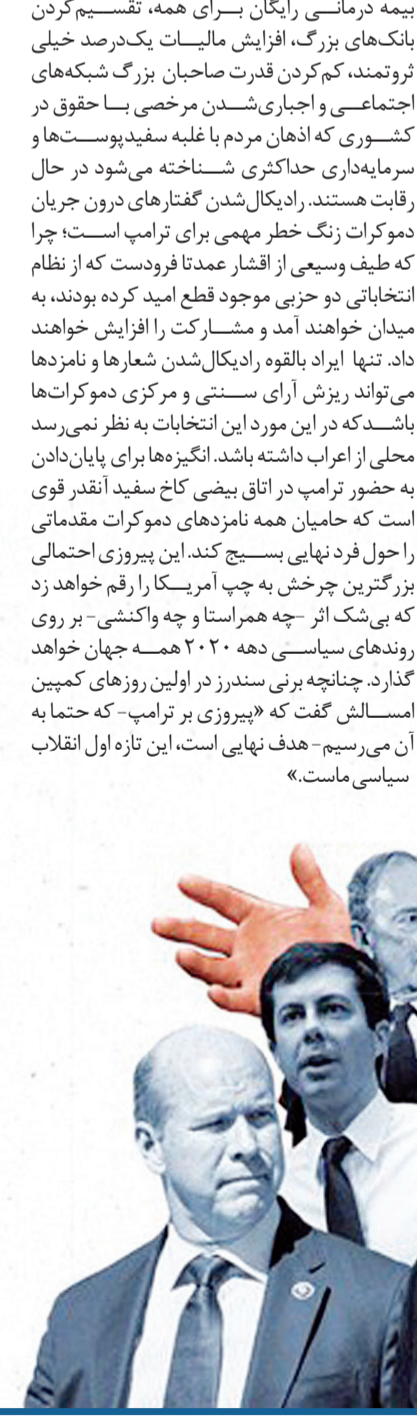 بیمه درمانی رایگان برای همه، تقسیم‌کردن
بانک‌های بزرگ، افزایش مالیات یک‌درصد خیلی
ثروتمند، کم‌کردن قدرت صاحبان بزرگ شبکه‌های
اجتماعی و اجباری‌شدن مرخصی با حقوق در
کشوری که اذهان مردم با غلبه سفیدپوست‌ها و
سرمایه‌داری حداکثری شناخته می‌شود در حال
رقابت هستند. رادیکال‌شدن گفتارهای درون جریان
دموکرات زنگ خطر مهمی برای ترامپ است؛ چرا
که طیف وسیعی از اقشار عمدتا فرودست که از نظام
انتخاباتی دو حزبی موجود قطع امید کرده بودند، به
میدان خواهند آمد و مشارکت را افزایش خواهند
داد. تنها ایراد بالقوه رادیکال‌شدن شعارها و نامزدها
می‌تواند ریزش آرای سنتی و مرکزی دموکرات‌ها
باشد که در این مورد این انتخابات به نظر نمی‌رسد
محلی از اعراب داشته باشد. انگیزه‌ها برای پایان‌دادن
به حضور ترامپ در اتاق بیضی کاخ سفید آنقدر قوی
است که حامیان همه نامزدهای دموکرات مقدماتی
را حول فرد نهایی بسیج کند. این پیروزی احتمالی
بزرگترین چرخش به چپ آمریکا را رقم خواهد زد
که بی‌شک اثر -چه همراستا و چه واکنشی- بر روی
روندهای سیاسی دهه ۲۰۲۰ همه جهان خواهد
گذارد. چنانچه برنی سندرز در اولین روزهای کمپین
امسالش گفت که «پیروزی بر ترامپ- که حتما به
آن می‌رسیم- هدف نهایی است، این تازه اول انقلاب
سیاسی ماست.»